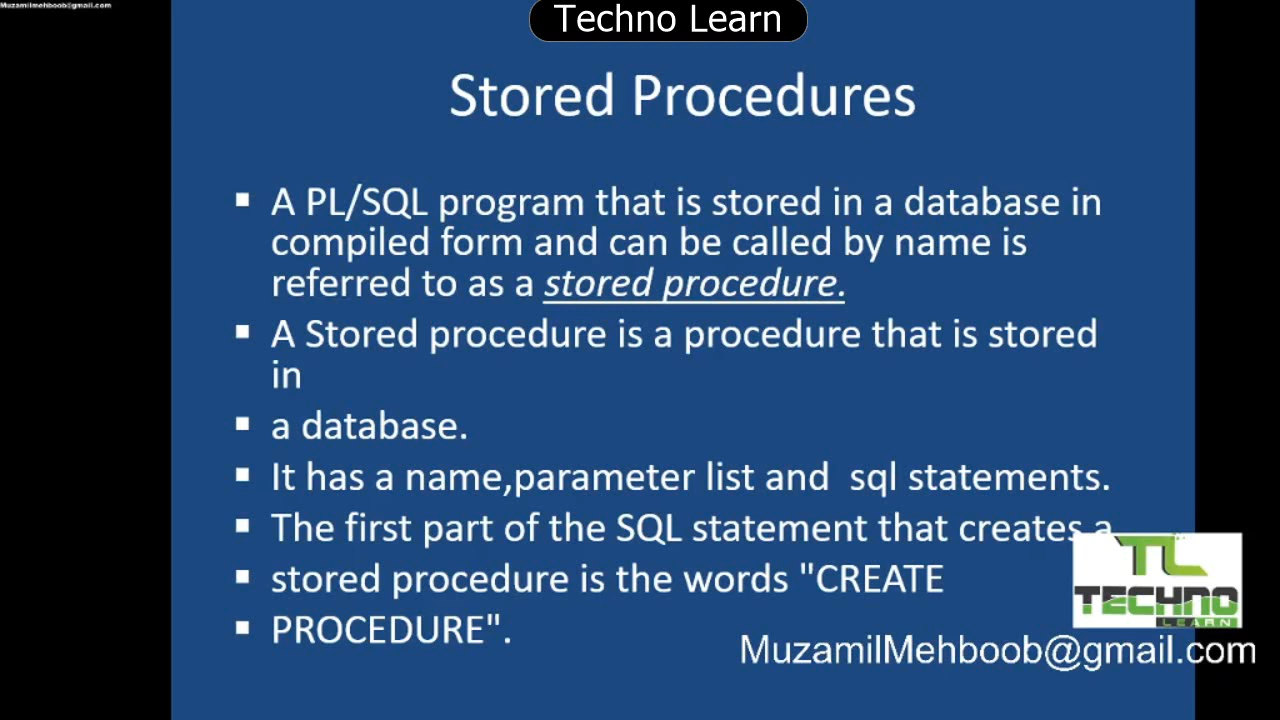 MuzamilMehboob@gmail.com
Techno Learn
Stored Procedures
▪ A PL/SQL program that is stored in a database in
compiled form and can be called by name is
referred to as a stored procedure.
▪ A Stored procedure is a procedure that is stored
in
▪ a database.
▪ It has a name,parameter list and  sql statements.
▪ The first part of the SQL statement that creates a
▪ stored procedure is the words "CREATE
▪ PROCEDURE".
TL
TECHNO
LEARN
MuzamilMehboob@gmail.com